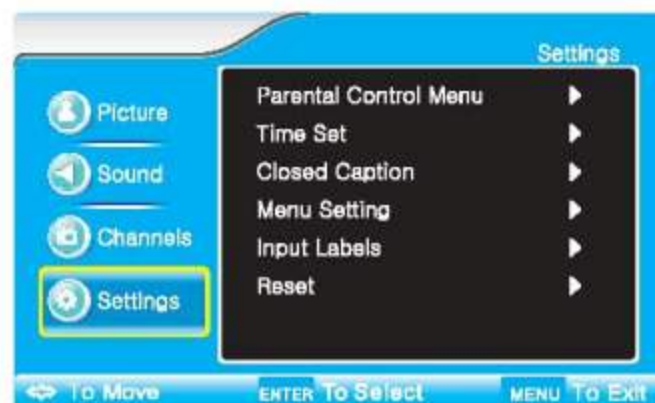 Settings
Picture
Sound
Channels
Settings
Parental Control Menu
Time Set
Closed Caption
Menu Setting
Input Labels
Reset
To Move ENTER To Select MENU To Exit